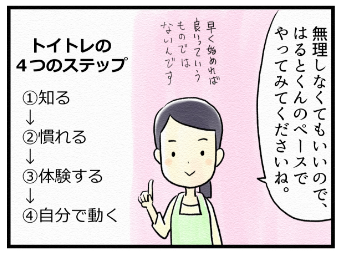 無理しなくてもいいので、
はるとくんのペースで
やってみてくださいね。
早く始めれば
良いっていう
ものでは
ないんです
トイトレの
4つのステップ
①知る
↓
②慣れる
↓
③体験する
↓
④自分で動く